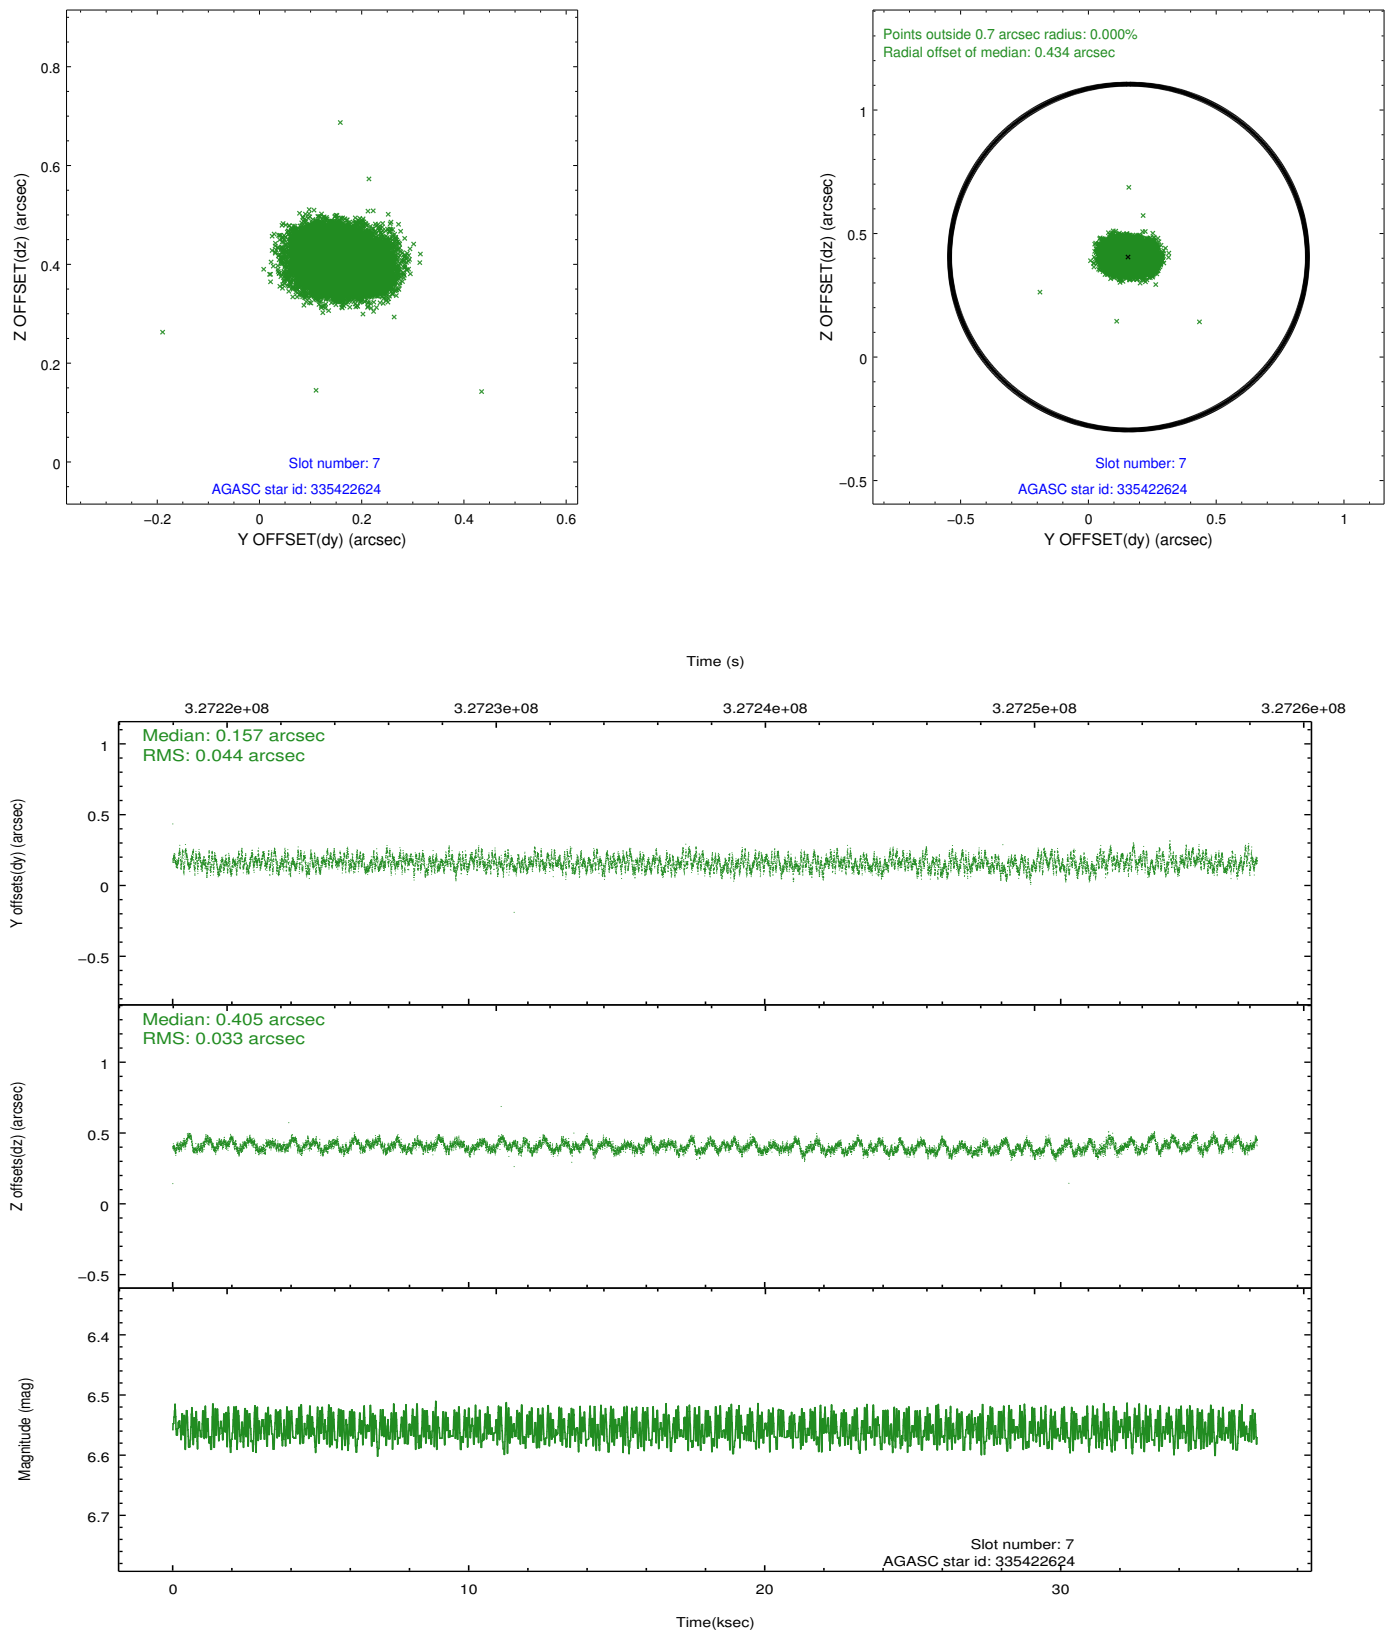 0.8
0.6
0.4
0.2
0
−0.2
0
0.2
0.4
0.6
Z OFFSET(dz) (arcsec)
Y OFFSET(dy) (arcsec)
Slot number: 7
AGASC star id: 335422624
Points outside 0.7 arcsec radius: 0.000%
Radial offset of median: 0.434 arcsec
1
0.5
0
−0.5
−0.5
0
0.5
1
Z OFFSET(dz) (arcsec)
Y OFFSET(dy) (arcsec)
Slot number: 7
AGASC star id: 335422624
Time (s)
3.2722e+08
3.2723e+08
3.2724e+08
3.2725e+08
3.2726e+08
Median: 0.157 arcsec
RMS: 0.044 arcsec
1
0.5
0
−0.5
Y offsets(dy) (arcsec)
Median: 0.405 arcsec
RMS: 0.033 arcsec
1
0.5
0
−0.5
Z offsets(dz) (arcsec)
6.4
6.5
6.6
6.7
Magnitude (mag)
Slot number: 7
AGASC star id: 335422624
0
10
20
30
Time(ksec)